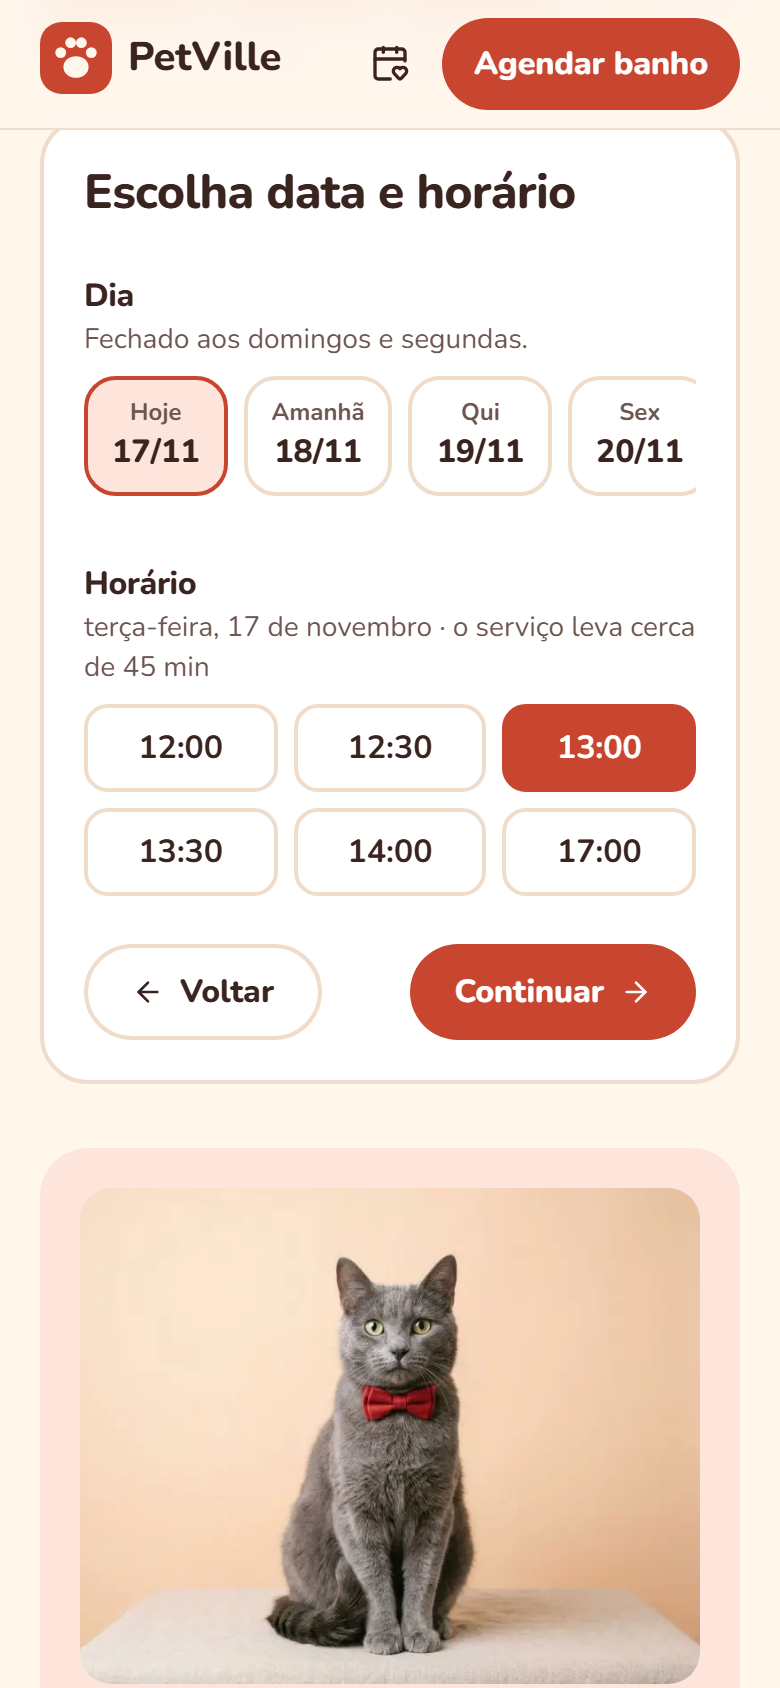 PetVille
Agendar banho
Escolha data e horário
Dia
Fechado aos domingos e segundas.
Hoje
17/11
Amanhã
18/11
Qui
19/11
Sex
20/11
Horário
terça-feira, 17 de novembro · o serviço leva cerca
de 45 min
12:00
12:30
13:00
13:30
14:00
17:00
← Voltar
Continuar →